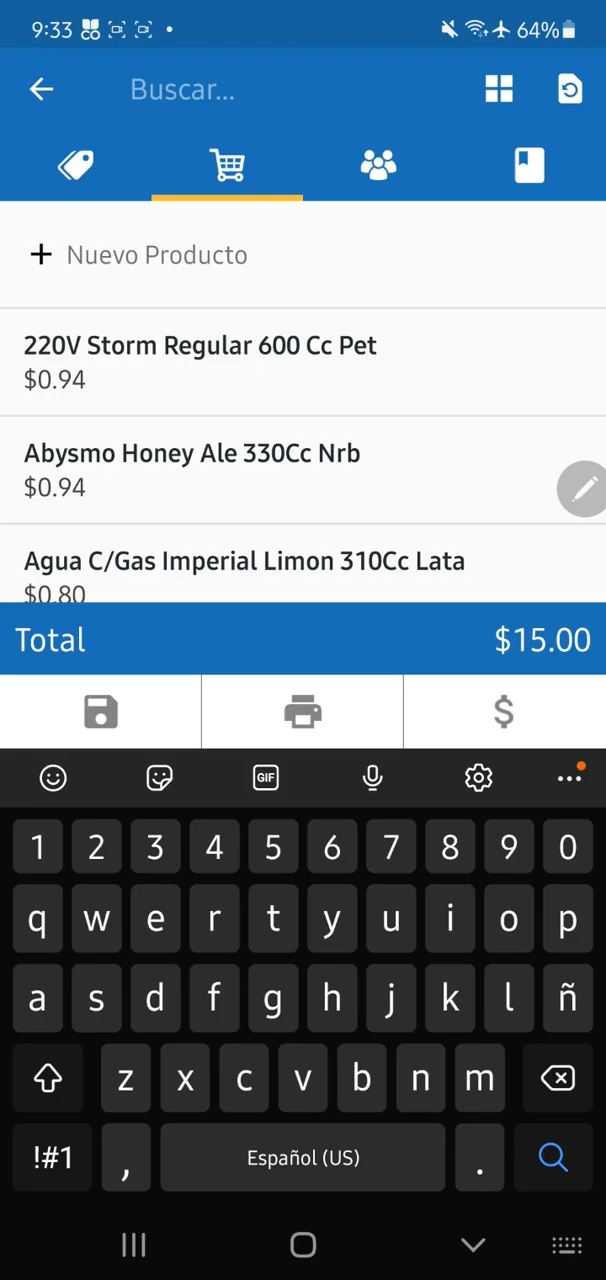 9:33 64%
Buscar...
+ Nuevo Producto
220V Storm Regular 600 Cc Pet
$0.94
Abysmo Honey Ale 330Cc Nrb
$0.94
Agua C/Gas Imperial Limon 310Cc Lata
$0.80
Total $15.00
$
GIF
1 2 3 4 5 6 7 8 9 0
q w e r t y u i o p
a s d f g h j k l ñ
z x c v b n m
!#1 , Español (US) .